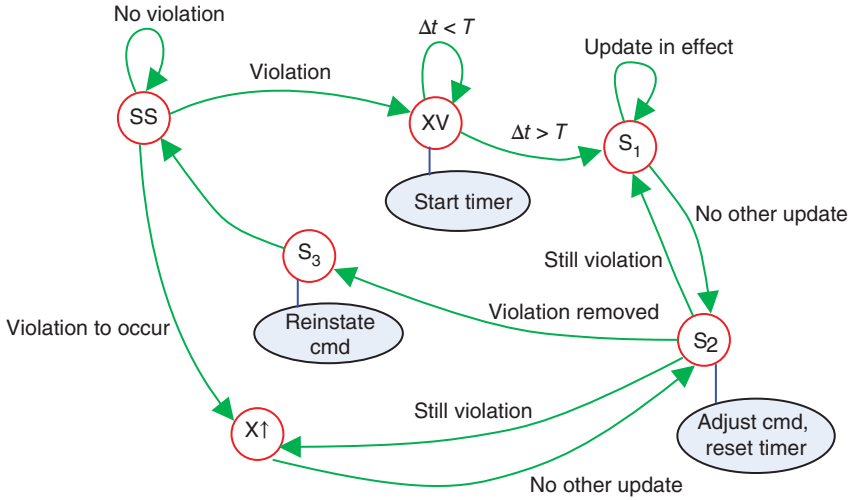 No violation
Δt < T
Update in effect
Violation
SS
XV
Δt > T
S1
Start timer
No other update
S3
Still violation
Reinstate
cmd
Violation removed
Violation to occur
S2
Still violation
X↑
Adjust cmd,
reset timer
No other update